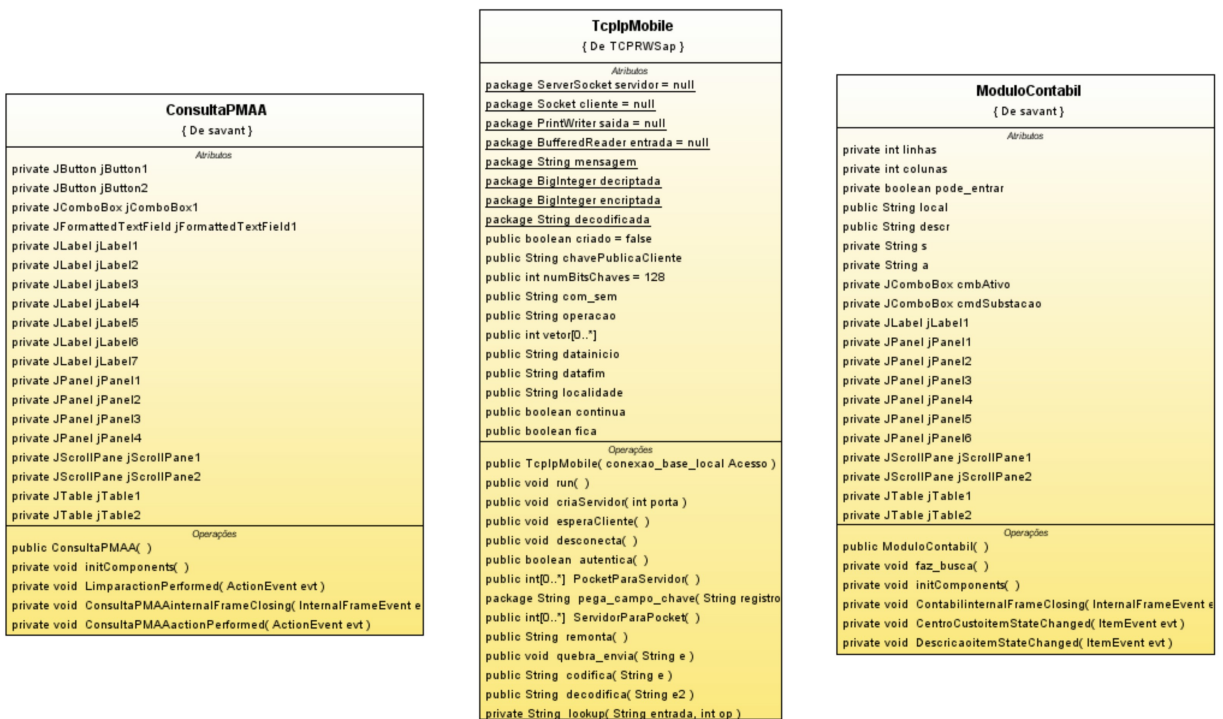 ConsultaPMAA
{ De savant }
Atributos
private JButton jButton1
private JButton jButton2
private JComboBox jComboBox1
private JFormattedTextField jFormattedTextField1
private JLabel jLabel1
private JLabel jLabel2
private JLabel jLabel3
private JLabel jLabel4
private JLabel jLabel5
private JLabel jLabel6
private JLabel jLabel7
private JPanel jPanel1
private JPanel jPanel2
private JPanel jPanel3
private JPanel jPanel4
private JScrollPane jScrollPane1
private JScrollPane jScrollPane2
private JTable jTable1
private JTable jTable2
Operações
public ConsultaPMAA( )
private void initComponents( )
private void LimparactionPerformed( ActionEvent evt )
private void ConsultaPMAAinternalFrameClosing( InternalFrameEvent e
private void ConsultaPMAAactionPerformed( ActionEvent evt )
TcpIpMobile
{ De TCPRWSap }
Atributos
package ServerSocket servidor = null
package Socket cliente = null
package PrintWriter saida = null
package BufferedReader entrada = null
package String mensagem
package BigInteger decriptada
package BigInteger encriptada
package String decodificada
public boolean criado = false
public String chavePublicaCliente
public int numBitsChaves = 128
public String com_sem
public String operacao
public int vetor[0..*]
public String datainicio
public String datafim
public String localidade
public boolean continua
public boolean fica
Operações
public TcpIpMobile( conexao_base_local Acesso )
public void run( )
public void criaServidor( int porta )
public void esperaCliente( )
public void desconecta( )
public boolean autentica( )
public int[0..*] PocketParaServidor( )
package String pega_campo_chave( String registro
public int[0..*] ServidorParaPocket( )
public String remonta( )
public void quebra_envia( String e )
public String codifica( String e )
public String decodifica( String e2 )
private String lookup( String entrada, int op )
ModuloContabil
{ De savant }
Atributos
private int linhas
private int colunas
private boolean pode_entrar
public String local
public String descr
private String s
private String a
private JComboBox cmbAtivo
private JComboBox cmdSubstacao
private JLabel jLabel1
private JPanel jPanel1
private JPanel jPanel2
private JPanel jPanel3
private JPanel jPanel4
private JPanel jPanel5
private JPanel jPanel6
private JScrollPane jScrollPane1
private JScrollPane jScrollPane2
private JTable jTable1
private JTable jTable2
Operações
public ModuloContabil( )
private void faz_busca( )
private void initComponents( )
private void ContabilinternalFrameClosing( InternalFrameEvent e
private void CentroCustoitemStateChanged( ItemEvent evt )
private void DescricaoitemStateChanged( ItemEvent evt )